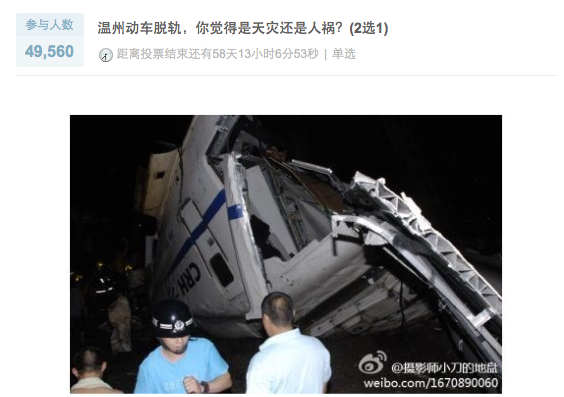 参与人数
49,560
温州动车脱轨，你觉得是天灾还是人祸？(2选1)
距离投票结束还有58天13小时6分53秒 | 单选
CRH
@摄影师小刀的地盘
weibo.com/1670890060